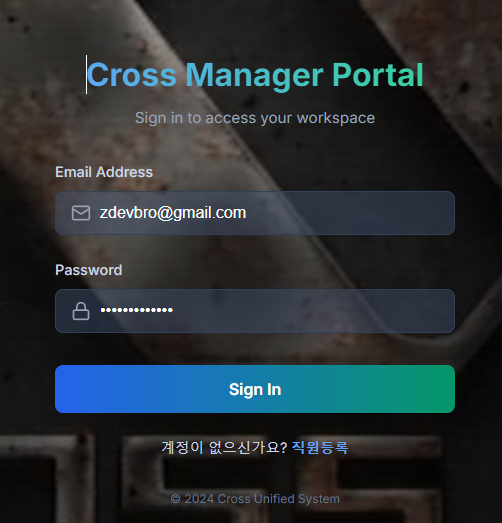 Cross Manager Portal
Sign in to access your workspace
Email Address
zdevbro@gmail.com
Password
•••••••••••••
Sign In
계정이 없으신가요? 직원등록
© 2024 Cross Unified System